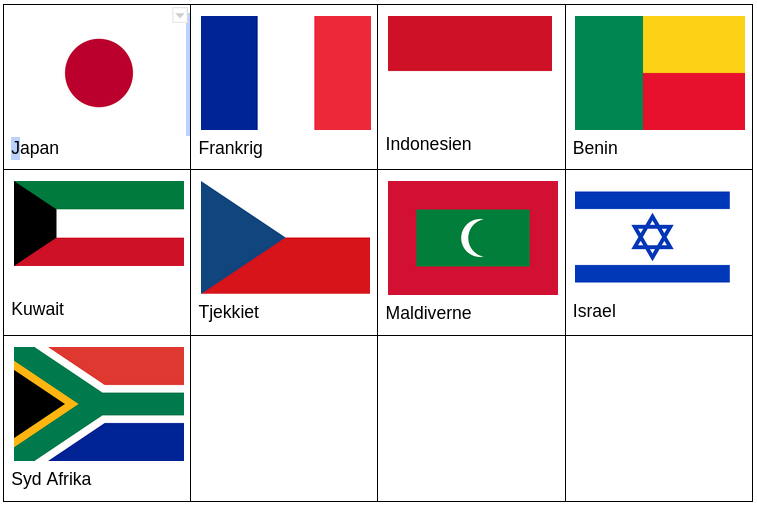 Japan
Frankrig
Indonesien
Benin
Kuwait
Tjekkiet
Maldiverne
Israel
Syd Afrika